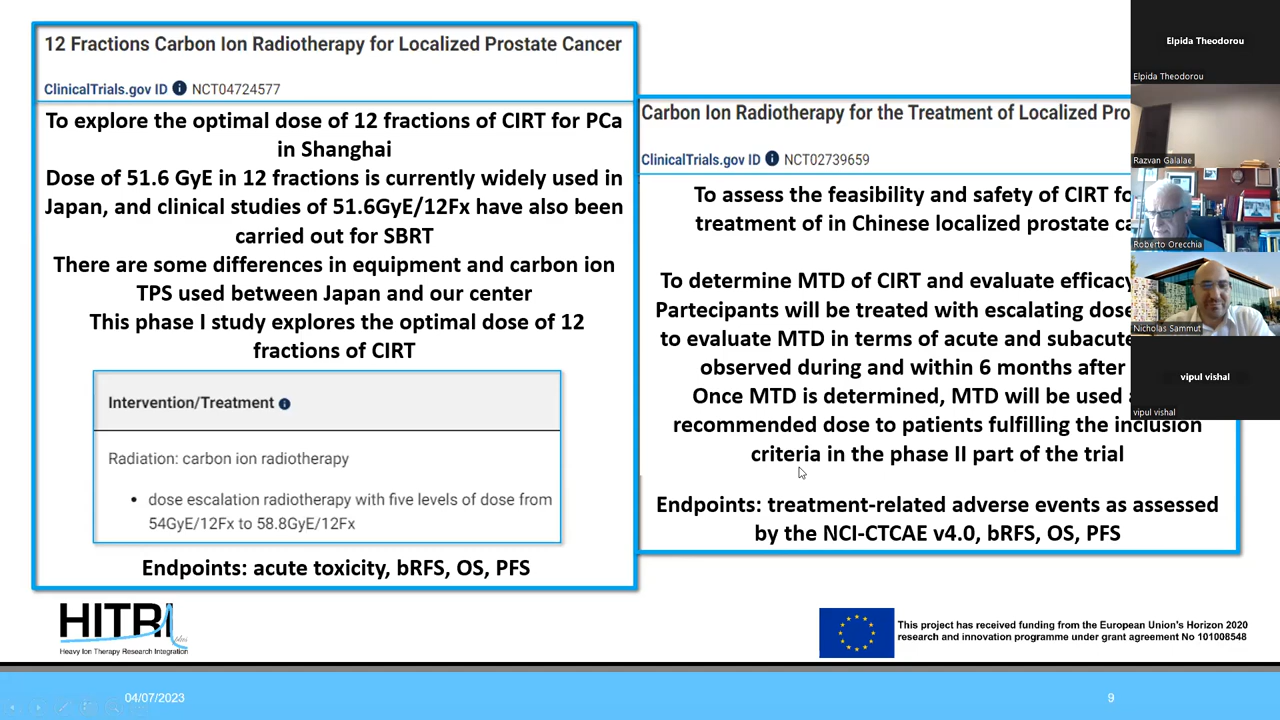 12 Fractions Carbon Ion Radiotherapy for Localized Prostate Cancer
ClinicalTrials.gov ID NCT04724577
To explore the optimal dose of 12 fractions of CIRT for PCa
in Shanghai
Dose of 51.6 GyE in 12 fractions is currently widely used in
Japan, and clinical studies of 51.6GyE/12Fx have also been
carried out for SBRT
There are some differences in equipment and carbon ion
TPS used between Japan and our center
This phase I study explores the optimal dose of 12
fractions of CIRT
Intervention/Treatment
Radiation: carbon ion radiotherapy
• dose escalation radiotherapy with five levels of dose from
54GyE/12Fx to 58.8GyE/12Fx
Endpoints: acute toxicity, bRFS, OS, PFS
Carbon Ion Radiotherapy for the Treatment of Localized Pro
ClinicalTrials.gov ID NCT02739659
To assess the feasibility and safety of CIRT fo
treatment of in Chinese localized prostate ca
To determine MTD of CIRT and evaluate efficacy
Partecipants will be treated with escalating dose
to evaluate MTD in terms of acute and subacute
observed during and within 6 months after
Once MTD is determined, MTD will be used
recommended dose to patients fulfilling the inclusion
criteria in the phase II part of the trial
Endpoints: treatment-related adverse events as assessed
by the NCI-CTCAE v4.0, bRFS, OS, PFS
Elpida Theodorou
Elpida Theodorou
Razvan Galalae
Roberto Orecchia
Nicholas Sammut
vipul vishal
vipul vishal
HITRI plus
Heavy Ion Therapy Research Integration
This project has received funding from the European Union's Horizon 2020
research and innovation programme under grant agreement No 101008548
04/07/2023
9